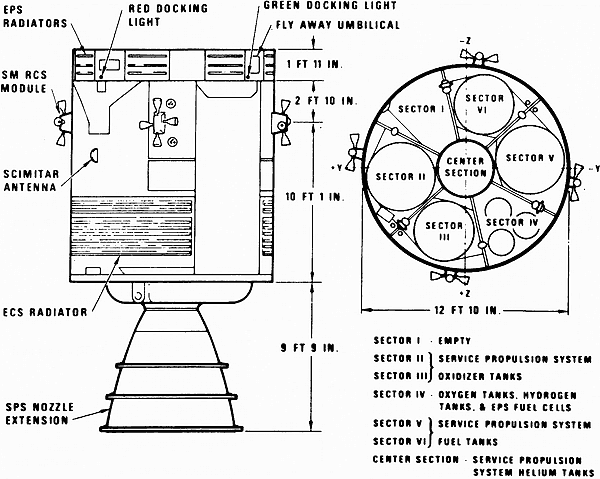 EPS
RADIATORS
RED DOCKING
LIGHT
GREEN DOCKING LIGHT
FLY AWAY UMBILICAL
SM RCS
MODULE
SCIMITAR
ANTENNA
ECS RADIATOR
SPS NOZZLE
EXTENSION
1 FT 11 IN.
2 FT 10 IN.
10 FT 1 IN.
9 FT 9 IN.
-Z
+Y
-Y
+Z
SECTOR I
SECTOR
VI
SECTOR II
CENTER
SECTION
SECTOR V
SECTOR
III
SECTOR IV
12 FT 10 IN.
SECTOR I - EMPTY
SECTOR II } SERVICE PROPULSION SYSTEM
SECTOR III } OXIDIZER TANKS
SECTOR IV - OXYGEN TANKS, HYDROGEN
TANKS, & EPS FUEL CELLS
SECTOR V } SERVICE PROPULSION SYSTEM
SECTOR VI } FUEL TANKS
CENTER SECTION - SERVICE PROPULSION
SYSTEM HELIUM TANKS